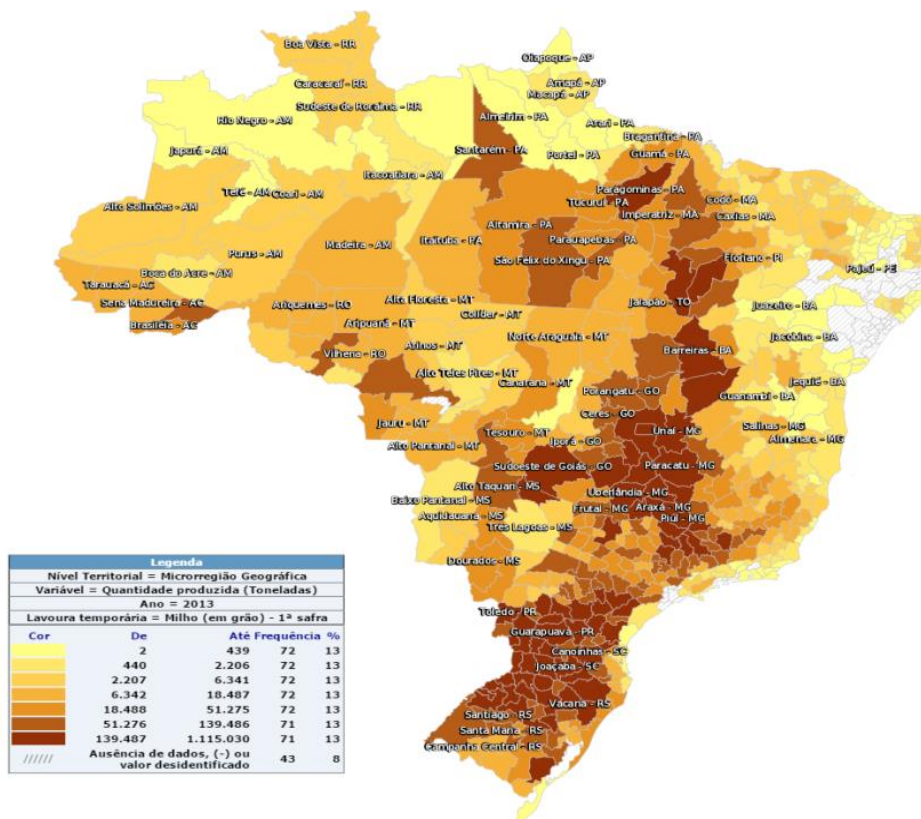 Boa Vista - RR
Oiapoque - AP
Caracaraí - RR
Amapá - AP
Macapá - AP
Sudeste de Roraima - RR
Almeirim - PA
Rio Negro - AM
Arari - PA
Bragantina - PA
Japurá - AM
Santarém - PA
Portel - PA
Guamá - PA
Itacoatiara - AM
Tefé - AM
Coari - AM
Paragominas - PA
Tucuruí - PA
Codó - MA
Alto Solimões - AM
Imperatriz - MA
Caxias - MA
Altamira - PA
Madeira - AM
Itaituba - PA
Parauapebas - PA
Purus - AM
São Félix do Xingu - PA
Floriano - PI
Pajeú - PE
Boca do Acre - AM
Tarauacá - AC
Sena Madureira - AC
Ariquemes - RO
Alta Floresta - MT
Jalapão - TO
Juazeiro - BA
Colíder - MT
Brasiléia - AC
Aripuanã - MT
Norte Araguaia - MT
Jacobina - BA
Arinos - MT
Vilhena - RO
Barreiras - BA
Alto Teles Pires - MT
Canarana - MT
Jequié - BA
Porangatu - GO
Guanambi - BA
Ceres - GO
Jauru - MT
Tesouro - MT
Unaí - MG
Salinas - MG
Alto Pantanal - MT
Iporá - GO
Almenara - MG
Sudoeste de Goiás - GO
Paracatu - MG
Alto Taquari - MS
Uberlândia - MG
Baixo Pantanal - MS
Frutal - MG
Araxá - MG
Aquidauana - MS
Piuí - MG
Três Lagoas - MS
Dourados - MS
Toledo - PR
Guarapuava - PR
Canoinhas - SC
Joaçaba - SC
Vacaria - RS
Santiago - RS
Santa Maria - RS
Campanha Central - RS
Legenda
Nível Territorial = Microrregião Geográfica
Variável = Quantidade produzida (Toneladas)
Ano = 2013
Lavoura temporária = Milho (em grão) - 1ª safra
Cor De Até Frequência %
2 439 72 13
440 2.206 72 13
2.207 6.341 72 13
6.342 18.487 72 13
18.488 51.275 72 13
51.276 139.486 71 13
139.487 1.115.030 71 13
Ausência de dados, (-) ou
valor desidentificado 43 8